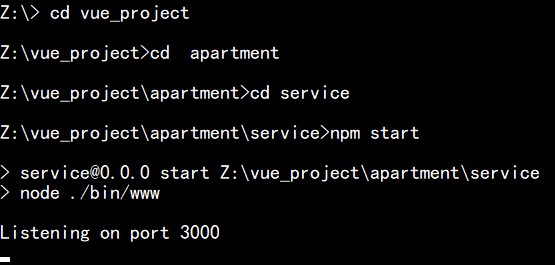 Z:\> cd vue_project
Z:\vue_project>cd  apartment
Z:\vue_project\apartment>cd service
Z:\vue_project\apartment\service>npm start
> service@0.0.0 start Z:\vue_project\apartment\service
> node ./bin/www
Listening on port 3000